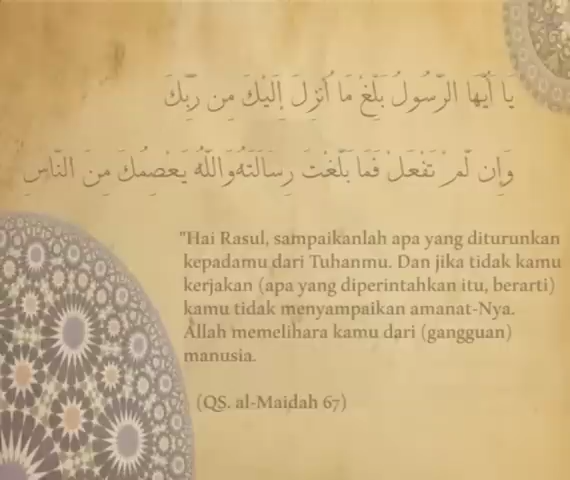 يَا أَيُّهَا الرَّسُولُ بَلِّغْ مَا أُنزِلَ إِلَيْكَ مِن رَّبِّكَ
وَإِن لَّمْ تَفْعَلْ فَمَا بَلَّغْتَ رِسَالَتَهُ وَاللَّهُ يَعْصِمُكَ مِنَ النَّاسِ
"Hai Rasul, sampaikanlah apa yang diturunkan
kepadamu dari Tuhanmu. Dan jika tidak kamu
kerjakan (apa yang diperintahkan itu, berarti)
kamu tidak menyampaikan amanat-Nya.
Allah memelihara kamu dari (gangguan)
manusia.
(QS. al-Maidah 67)